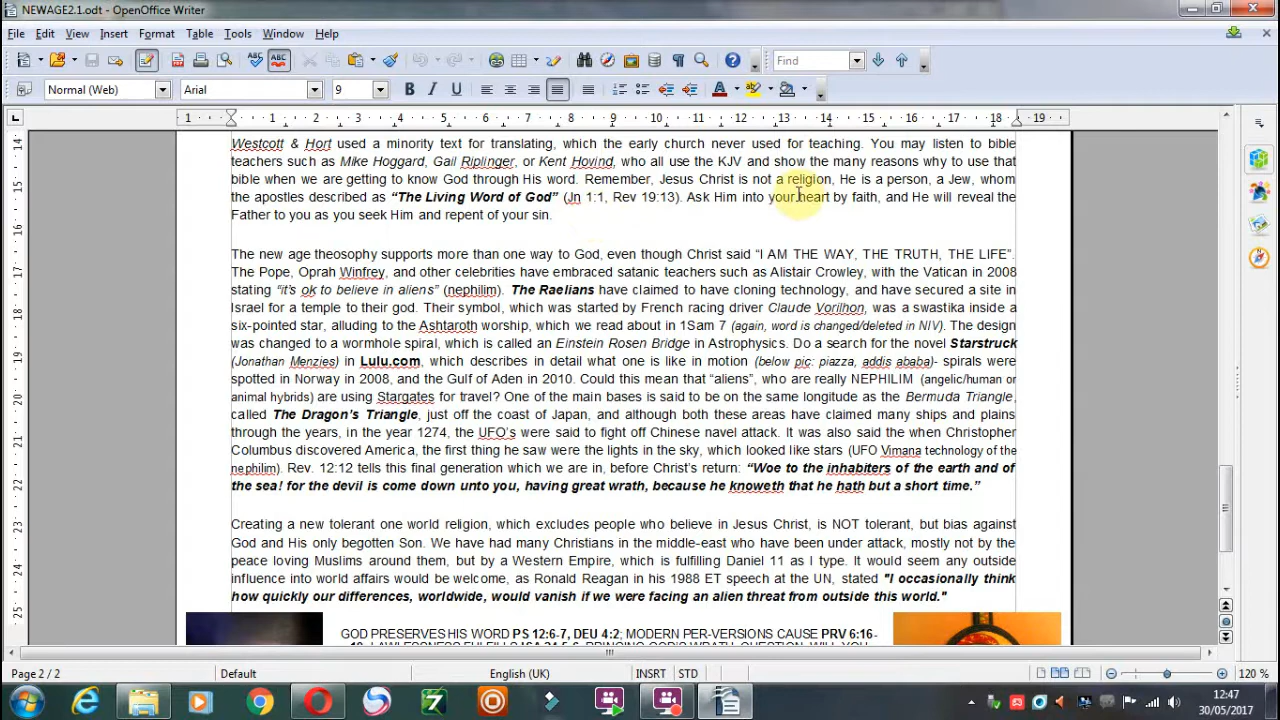 NEWAGE2.1.odt - OpenOffice Writer
File Edit View Insert Format Table Tools Window Help
Find
Normal (Web) Arial 9
1 1 2 3 4 5 6 7 8 9 10 11 12 13 14 15 16 17 18 19
Westcott & Hort used a minority text for translating, which the early church never used for teaching. You may listen to bible
teachers such as Mike Hoggard, Gail Riplinger, or Kent Hovind, who all use the KJV and show the many reasons why to use that
bible when we are getting to know God through His word. Remember, Jesus Christ is not a religion, He is a person, a Jew, whom
the apostles described as “The Living Word of God” (Jn 1:1, Rev 19:13). Ask Him into your heart by faith, and He will reveal the
Father to you as you seek Him and repent of your sin.
The new age theosophy supports more than one way to God, even though Christ said “I AM THE WAY, THE TRUTH, THE LIFE”.
The Pope, Oprah Winfrey, and other celebrities have embraced satanic teachers such as Alistair Crowley, with the Vatican in 2008
stating “it’s ok to believe in aliens” (nephilim). The Raelians have claimed to have cloning technology, and have secured a site in
Israel for a temple to their god. Their symbol, which was started by French racing driver Claude Vorilhon, was a swastika inside a
six-pointed star, alluding to the Ashtaroth worship, which we read about in 1Sam 7 (again, word is changed/deleted in NIV). The design
was changed to a wormhole spiral, which is called an Einstein Rosen Bridge in Astrophysics. Do a search for the novel Starstruck
(Jonathan Menzies) in Lulu.com, which describes in detail what one is like in motion (below pic: piazza, addis ababa)- spirals were
spotted in Norway in 2008, and the Gulf of Aden in 2010. Could this mean that “aliens”, who are really NEPHILIM (angelic/human or
animal hybrids) are using Stargates for travel? One of the main bases is said to be on the same longitude as the Bermuda Triangle,
called The Dragon’s Triangle, just off the coast of Japan, and although both these areas have claimed many ships and plains
through the years, in the year 1274, the UFO’s were said to fight off Chinese navel attack. It was also said the when Christopher
Columbus discovered America, the first thing he saw were the lights in the sky, which looked like stars (UFO Vimana technology of the
nephilim). Rev. 12:12 tells this final generation which we are in, before Christ’s return: “Woe to the inhabiters of the earth and of
the sea! for the devil is come down unto you, having great wrath, because he knoweth that he hath but a short time.”
Creating a new tolerant one world religion, which excludes people who believe in Jesus Christ, is NOT tolerant, but bias against
God and His only begotten Son. We have had many Christians in the middle-east who have been under attack, mostly not by the
peace loving Muslims around them, but by a Western Empire, which is fulfilling Daniel 11 as I type. It would seem any outside
influence into world affairs would be welcome, as Ronald Reagan in his 1988 ET speech at the UN, stated "I occasionally think
how quickly our differences, worldwide, would vanish if we were facing an alien threat from outside this world."
GOD PRESERVES HIS WORD PS 12:6-7, DEU 4:2; MODERN PER-VERSIONS CAUSE PRV 6:16-
Page 2 / 2 Default English (UK) INSRT STD 120 %
12:47
30/05/2017